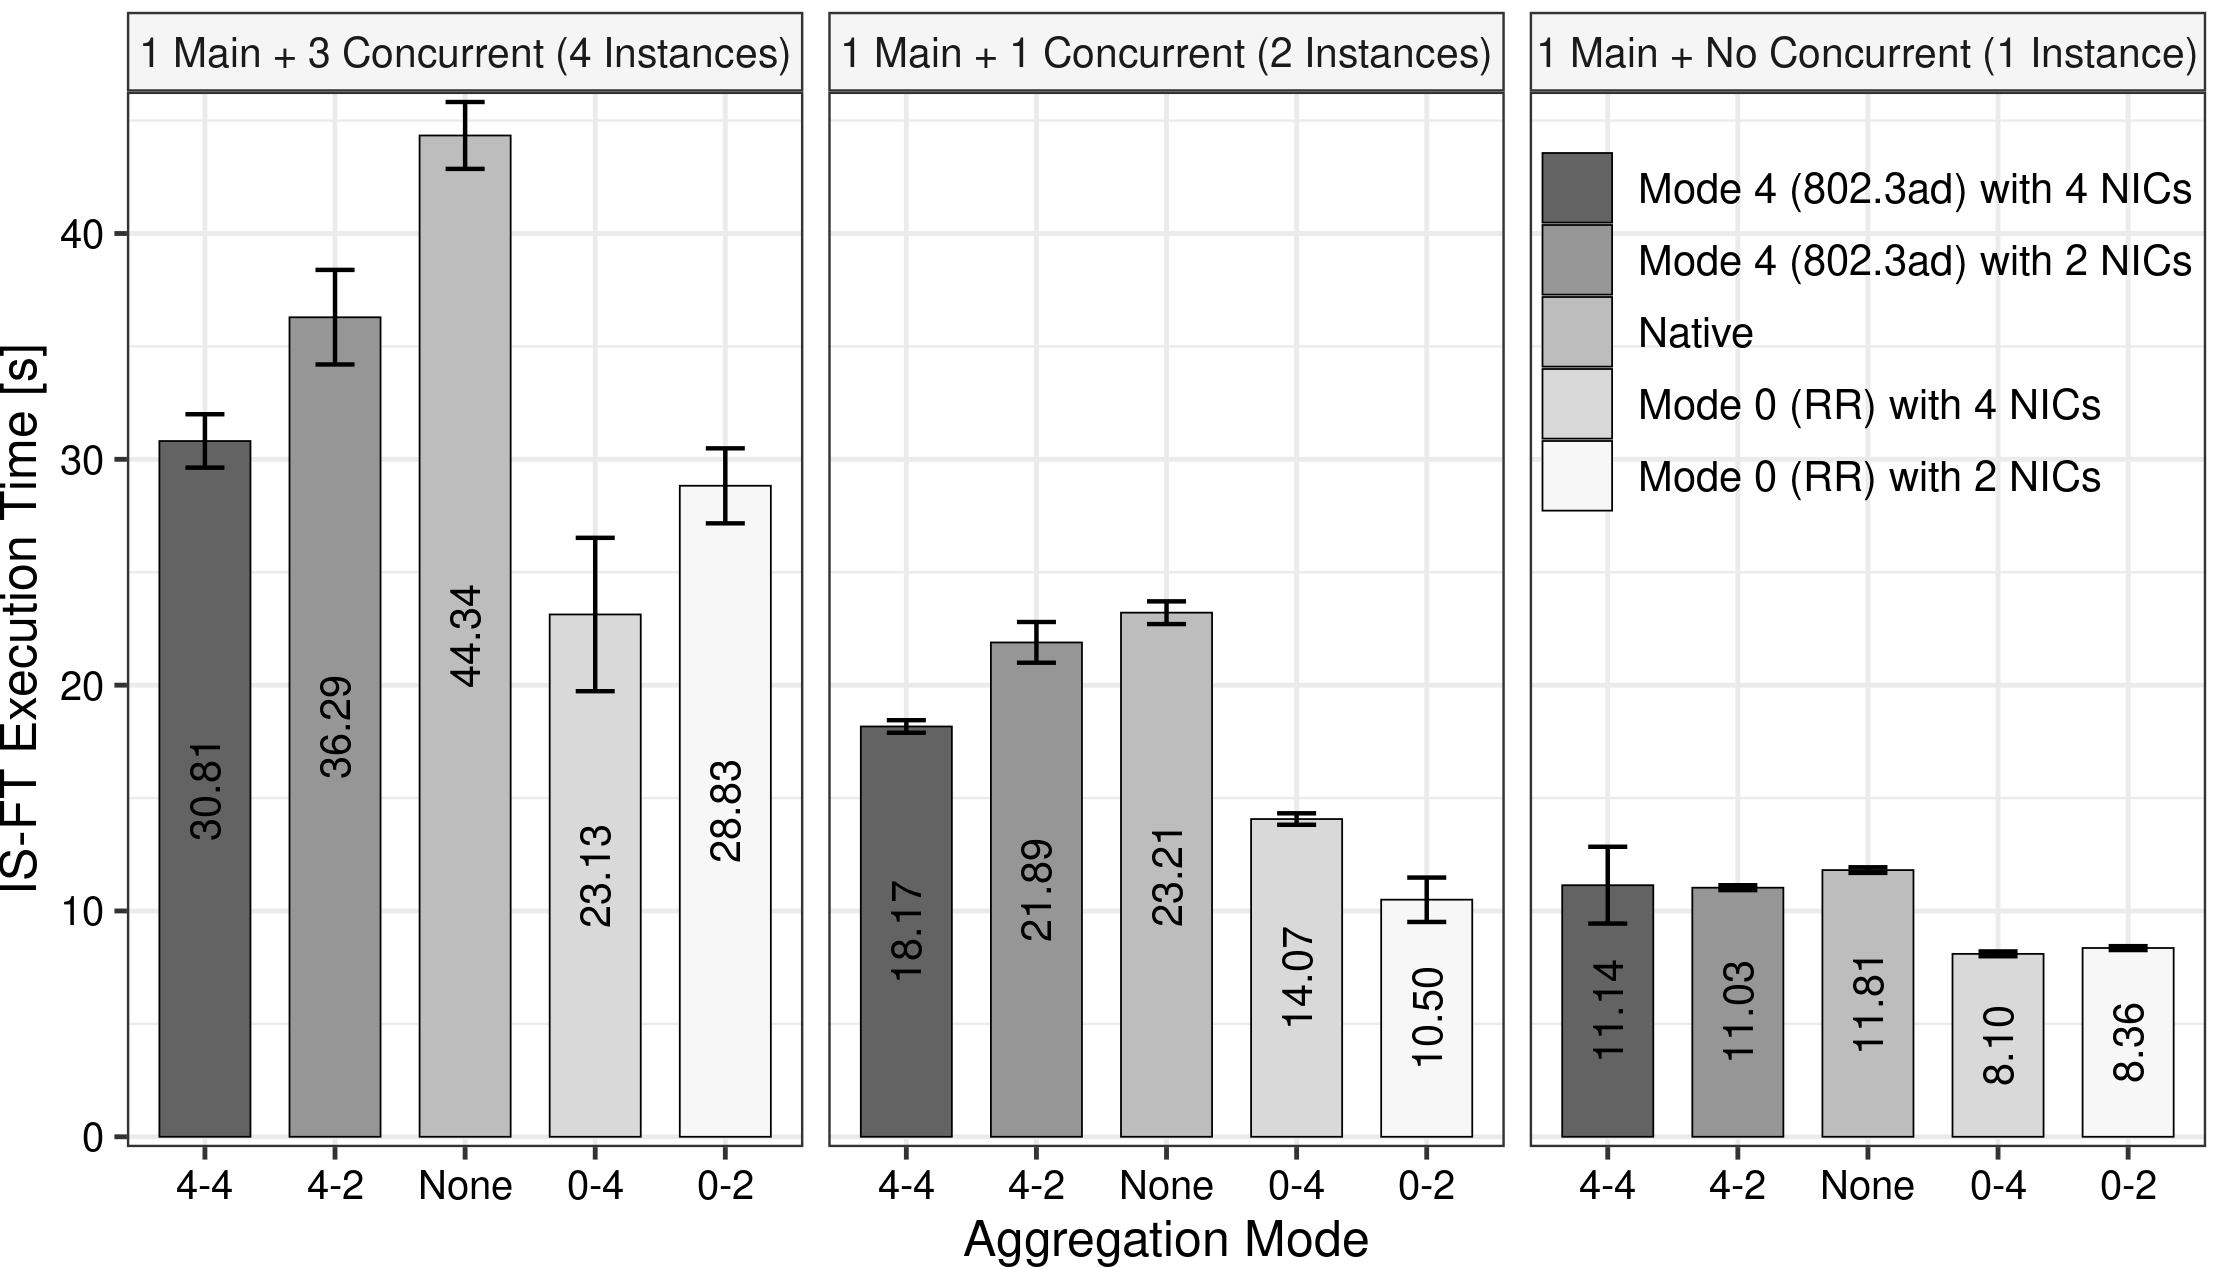 1 Main + 3 Concurrent (4 Instances)
1 Main + 1 Concurrent (2 Instances)
1 Main + No Concurrent (1 Instance)
IS-FT Execution Time [s]
40
30
20
10
0
30.81
36.29
44.34
23.13
28.83
18.17
21.89
23.21
14.07
10.50
Mode 4 (802.3ad) with 4 NICs
Mode 4 (802.3ad) with 2 NICs
Native
Mode 0 (RR) with 4 NICs
Mode 0 (RR) with 2 NICs
11.14
11.03
11.81
8.10
8.36
4-4 4-2 None 0-4 0-2
4-4 4-2 None 0-4 0-2
4-4 4-2 None 0-4 0-2
Aggregation Mode